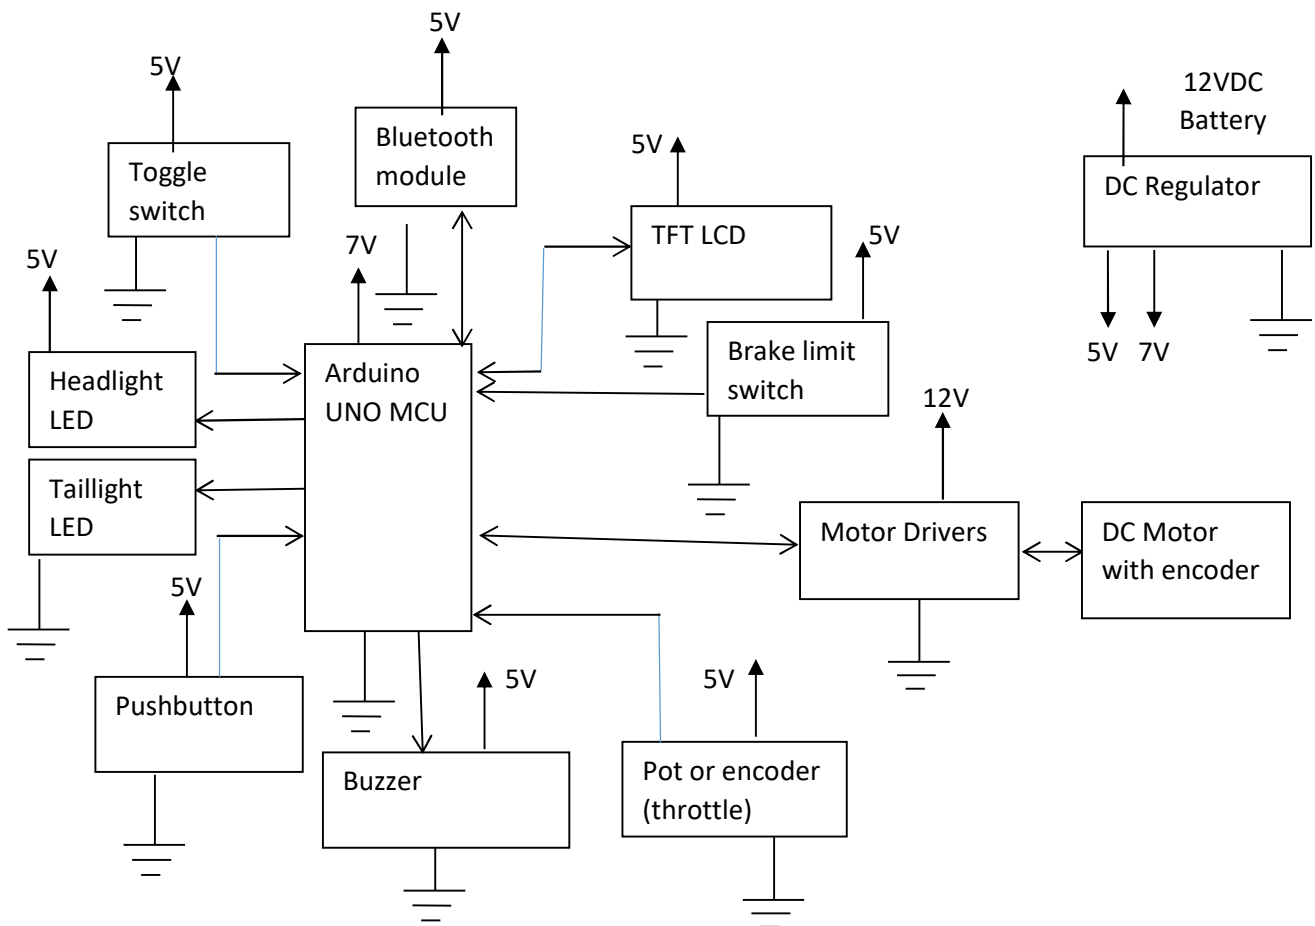 5V
5V
12VDC
Battery
Bluetooth
module
5V
Toggle
switch
DC Regulator
TFT LCD
7V
5V
5V
5V
7V
Brake limit
switch
Arduino
UNO MCU
Headlight
LED
12V
Taillight
LED
Motor Drivers
DC Motor
with encoder
5V
5V
5V
Pushbutton
Buzzer
Pot or encoder
(throttle)